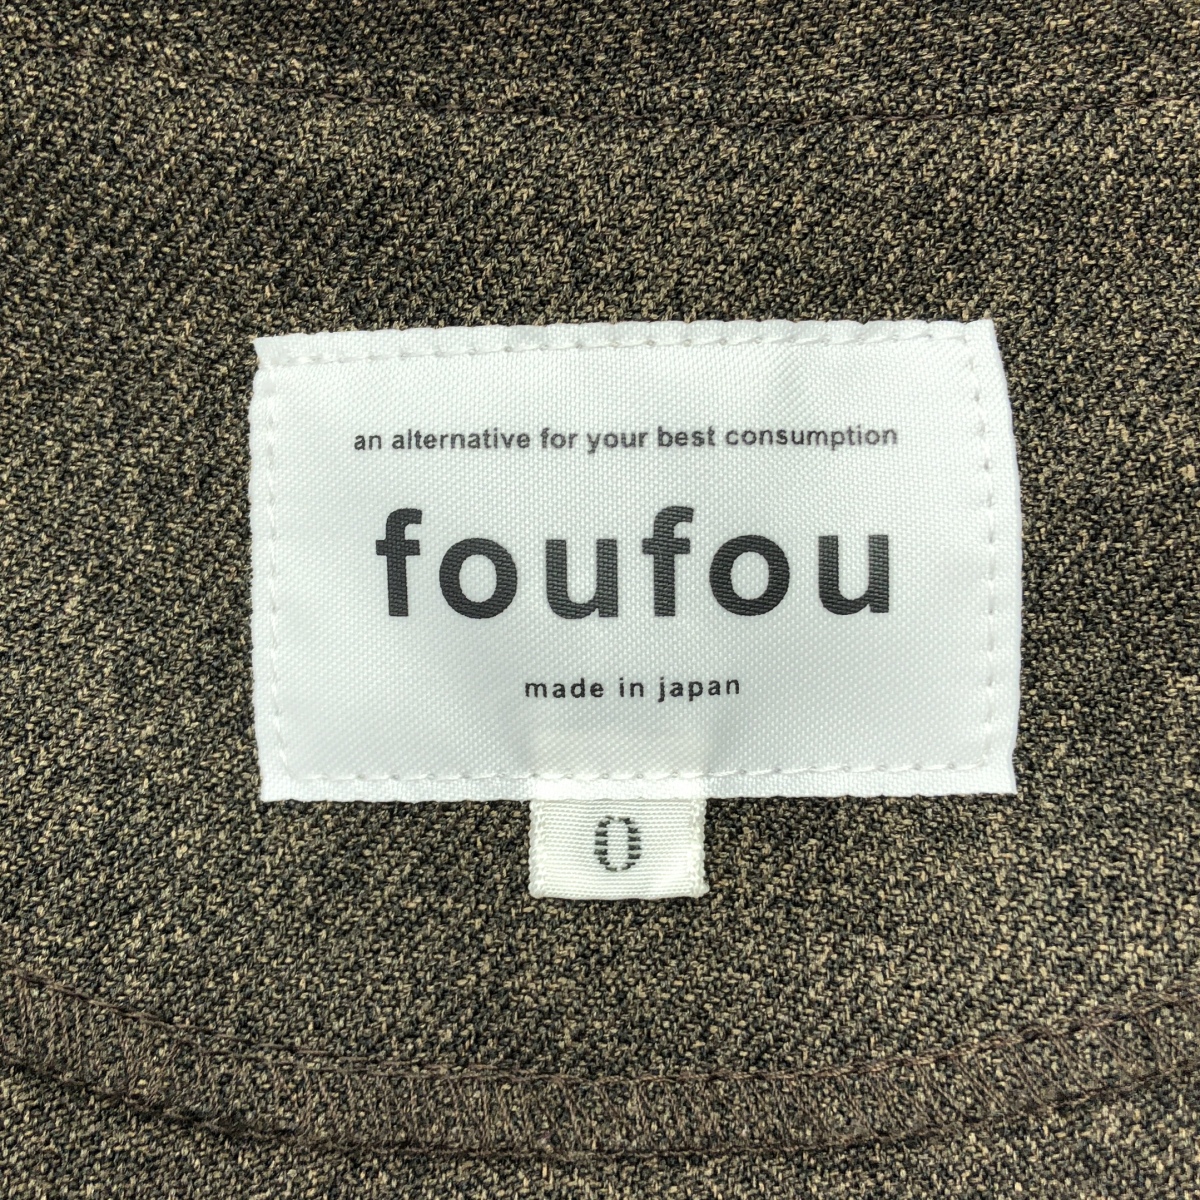 an alternative for your best consumption
foufou
made in japan
0